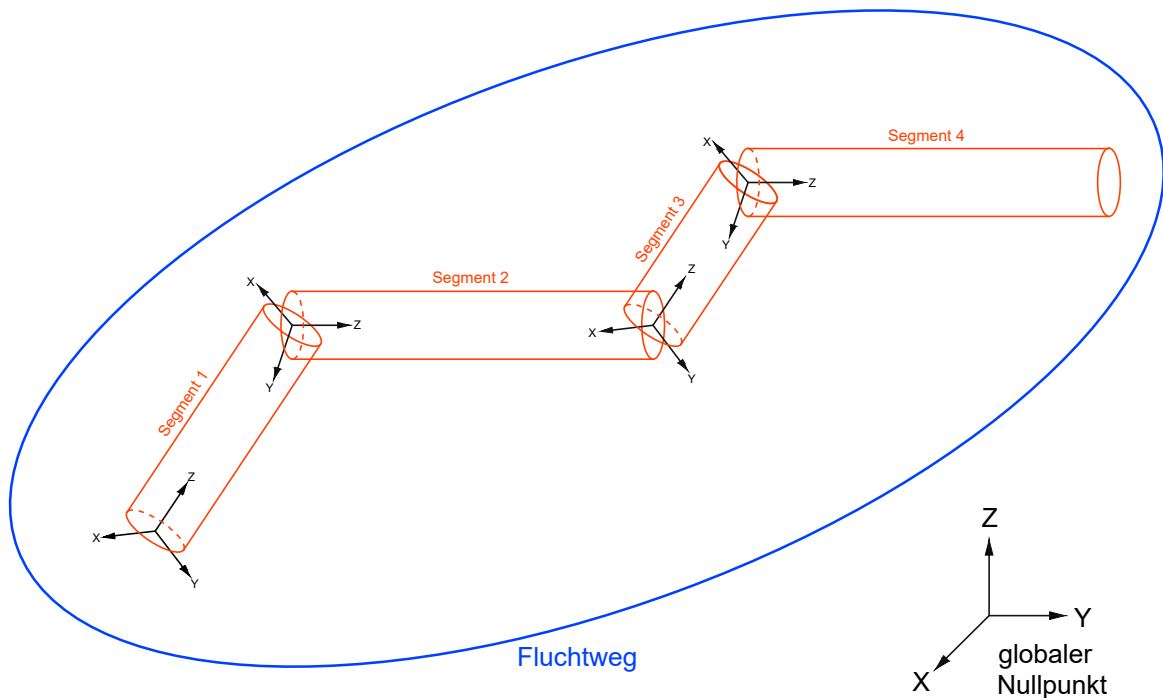 Segment 4
X
Z
Y
Segment 3
Segment 2
Z
X
Z
X
Y
Y
Segment 1
Z
X
Y
Z
Y
X
globaler
Nullpunkt
Fluchtweg